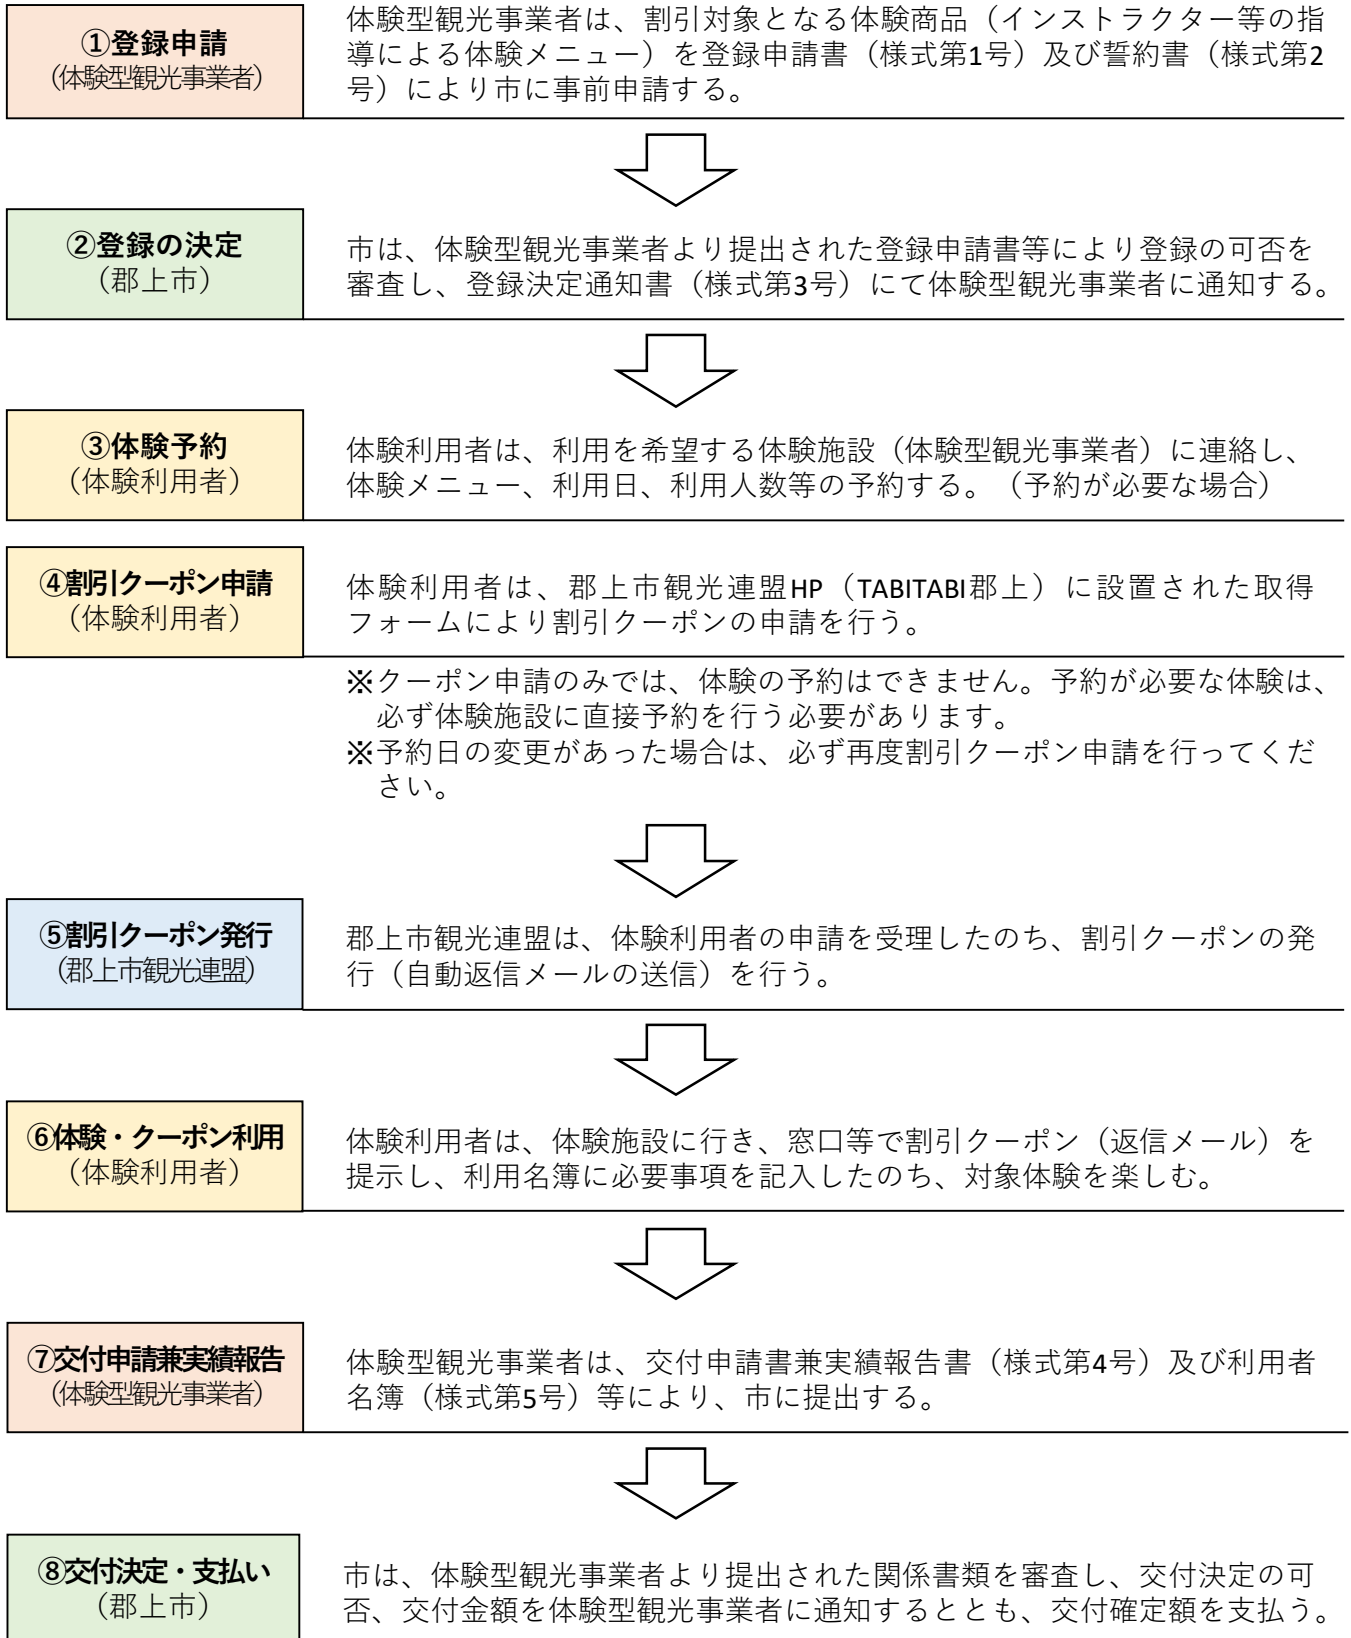 ①登録申請
(体験型観光事業者)
体験型観光事業者は、割引対象となる体験商品（インストラクター等の指
導による体験メニュー）を登録申請書（様式第1号）及び誓約書（様式第2
号）により市に事前申請する。
②登録の決定
（郡上市）
市は、体験型観光事業者より提出された登録申請書等により登録の可否を
審査し、登録決定通知書（様式第3号）にて体験型観光事業者に通知する。
③体験予約
（体験利用者）
体験利用者は、利用を希望する体験施設（体験型観光事業者）に連絡し、
体験メニュー、利用日、利用人数等の予約する。（予約が必要な場合）
④割引クーポン申請
（体験利用者）
体験利用者は、郡上市観光連盟HP（TABITABI郡上）に設置された取得
フォームにより割引クーポンの申請を行う。
※クーポン申請のみでは、体験の予約はできません。予約が必要な体験は、
必ず体験施設に直接予約を行う必要があります。
※予約日の変更があった場合は、必ず再度割引クーポン申請を行ってくだ
さい。
⑤割引クーポン発行
(郡上市観光連盟)
郡上市観光連盟は、体験利用者の申請を受理したのち、割引クーポンの発
行（自動返信メールの送信）を行う。
⑥体験・クーポン利用
（体験利用者）
体験利用者は、体験施設に行き、窓口等で割引クーポン（返信メール）を
提示し、利用名簿に必要事項を記入したのち、対象体験を楽しむ。
⑦交付申請兼実績報告
(体験型観光事業者)
体験型観光事業者は、交付申請書兼実績報告書（様式第4号）及び利用者
名簿（様式第5号）等により、市に提出する。
⑧交付決定・支払い
（郡上市）
市は、体験型観光事業者より提出された関係書類を審査し、交付決定の可
否、交付金額を体験型観光事業者に通知するととも、交付確定額を支払う。